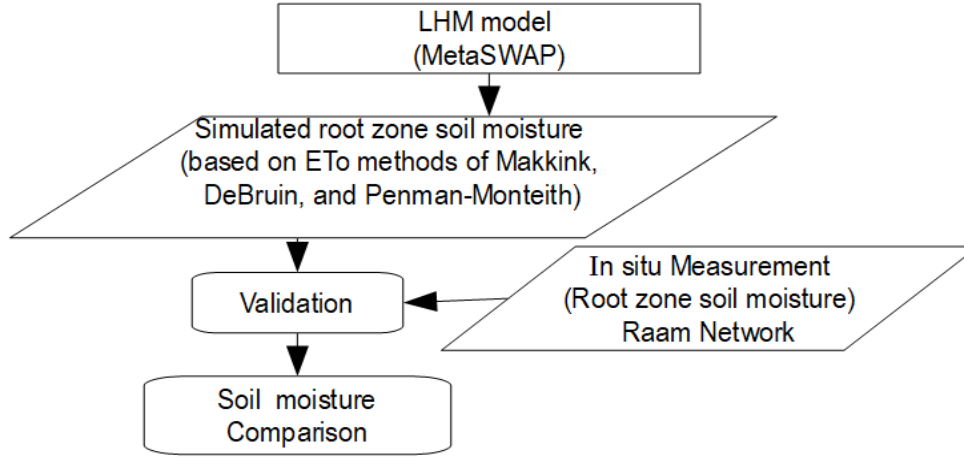 LHM model
(MetaSWAP)
Simulated root zone soil moisture
(based on ETo methods of Makkink,
DeBruin, and Penman-Monteith)
In situ Measurement
(Root zone soil moisture)
Raam Network
Validation
Soil moisture
Comparison